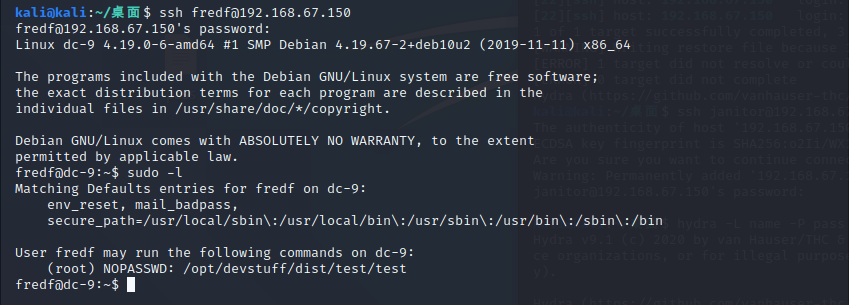 kali@kali:~/桌面$ ssh fredf@192.168.67.150
fredf@192.168.67.150's password:
Linux dc-9 4.19.0-6-amd64 #1 SMP Debian 4.19.67-2+deb10u2 (2019-11-11) x86_64

The programs included with the Debian GNU/Linux system are free software;
the exact distribution terms for each program are described in the
individual files in /usr/share/doc/*/copyright.

Debian GNU/Linux comes with ABSOLUTELY NO WARRANTY, to the extent
permitted by applicable law.
fredf@dc-9:~$ sudo -l
Matching Defaults entries for fredf on dc-9:
    env_reset, mail_badpass,
    secure_path=/usr/local/sbin\:/usr/local/bin\:/usr/sbin\:/usr/bin\:/sbin\:/bin

User fredf may run the following commands on dc-9:
    (root) NOPASSWD: /opt/devstuff/dist/test/test
fredf@dc-9:~$